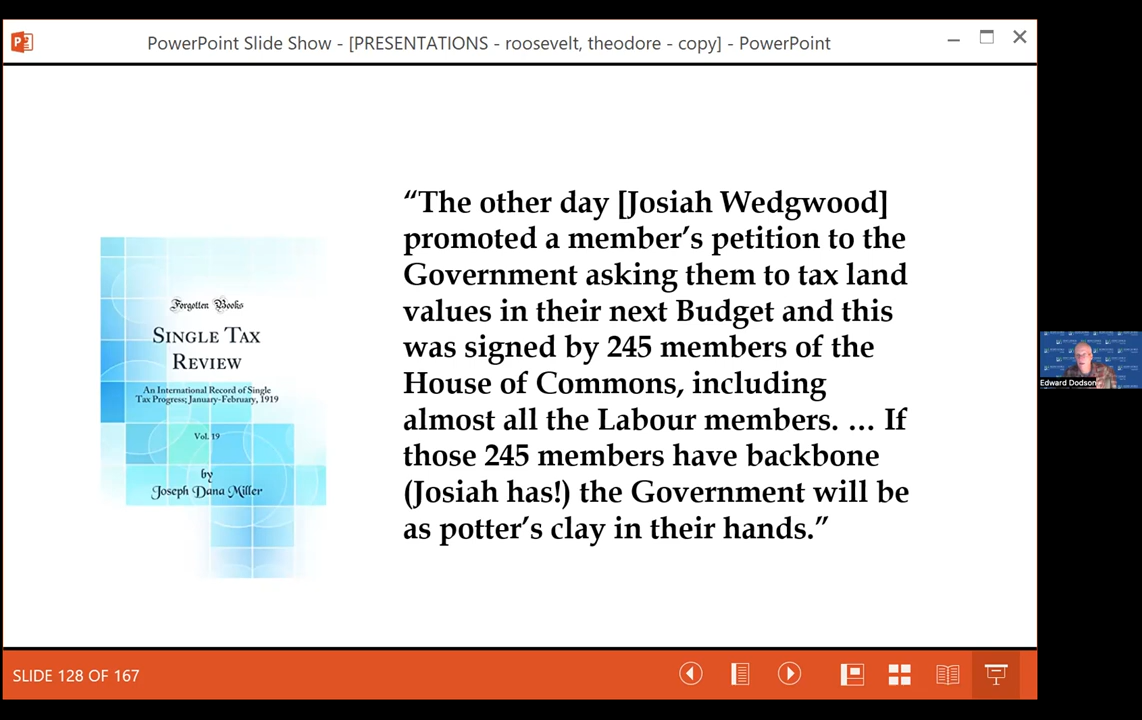 PowerPoint Slide Show - [PRESENTATIONS - roosevelt, theodore - copy] - PowerPoint
Forgotten Books
SINGLE TAX
REVIEW
An International Record of Single
Tax Progress; January-February, 1919
Vol. 19
by
Joseph Dana Miller
“The other day [Josiah Wedgwood]
promoted a member’s petition to the
Government asking them to tax land
values in their next Budget and this
was signed by 245 members of the
House of Commons, including
almost all the Labour members. … If
those 245 members have backbone
(Josiah has!) the Government will be
as potter’s clay in their hands.”
Edward Dodson
SLIDE 128 OF 167